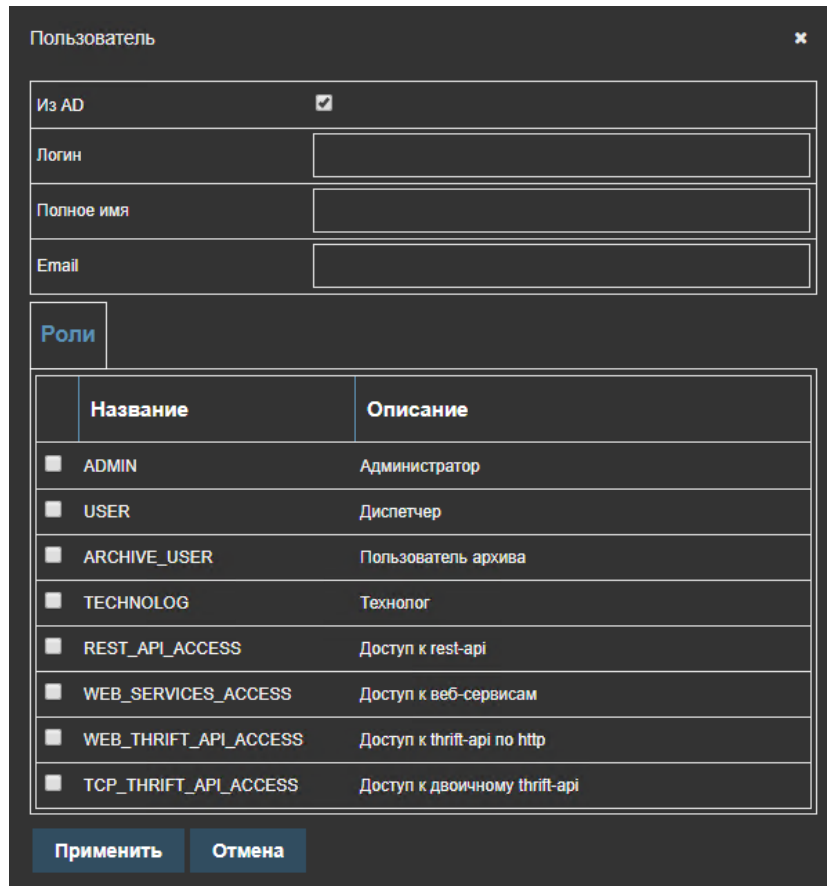 Пользователь
Из AD
Логин
Полное имя
Email
Роли
Название Описание
ADMIN Администратор
USER Диспетчер
ARCHIVE_USER Пользователь архива
TECHNOLOG Технолог
REST_API_ACCESS Доступ к rest-api
WEB_SERVICES_ACCESS Доступ к веб-сервисам
WEB_THRIFT_API_ACCESS Доступ к thrift-api по http
TCP_THRIFT_API_ACCESS Доступ к двоичному thrift-api
Применить Отмена